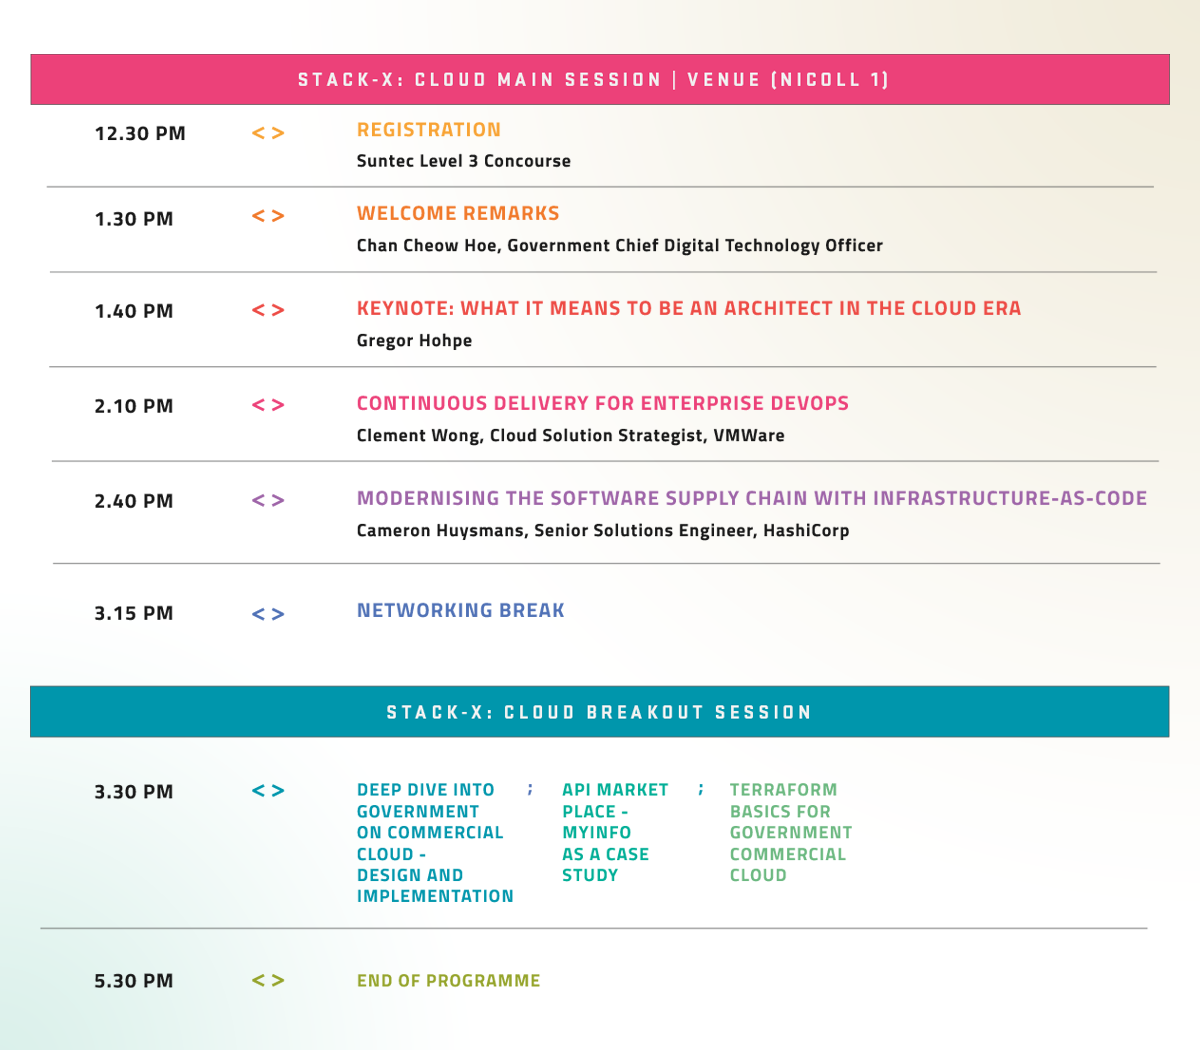 STACK-X: CLOUD MAIN SESSION | VENUE (NICOLL 1)
12.30 PM < > REGISTRATION
Suntec Level 3 Concourse
1.30 PM < > WELCOME REMARKS
Chan Cheow Hoe, Government Chief Digital Technology Officer
1.40 PM < > KEYNOTE: WHAT IT MEANS TO BE AN ARCHITECT IN THE CLOUD ERA
Gregor Hohpe
2.10 PM < > CONTINUOUS DELIVERY FOR ENTERPRISE DEVOPS
Clement Wong, Cloud Solution Strategist, VMWare
2.40 PM < > MODERNISING THE SOFTWARE SUPPLY CHAIN WITH INFRASTRUCTURE-AS-CODE
Cameron Huysmans, Senior Solutions Engineer, HashiCorp
3.15 PM < > NETWORKING BREAK
STACK-X: CLOUD BREAKOUT SESSION
3.30 PM < >
DEEP DIVE INTO
GOVERNMENT
ON COMMERCIAL
CLOUD -
DESIGN AND
IMPLEMENTATION
;
API MARKET
PLACE -
MYINFO
AS A CASE
STUDY
;
TERRAFORM
BASICS FOR
GOVERNMENT
COMMERCIAL
CLOUD
5.30 PM < > END OF PROGRAMME